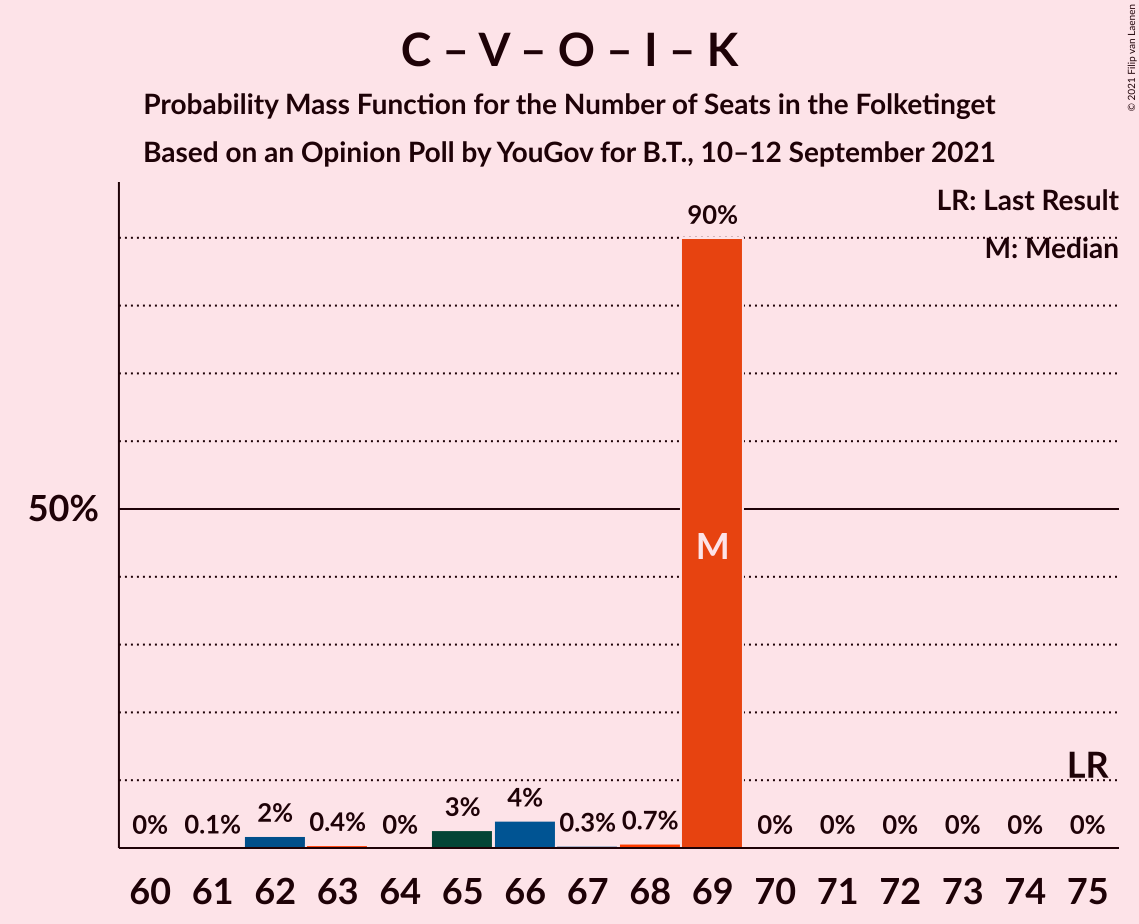 C – V – O – I – K
Probability Mass Function for the Number of Seats in the Folketinget
Based on an Opinion Poll by YouGov for B.T., 10–12 September 2021
© 2021 Filip van Laenen
LR: Last Result
M: Median
90%
50%
M
LR
0% 0.1% 2% 0.4% 0% 3% 4% 0.3% 0.7% 0% 0% 0% 0% 0% 0%
60 61 62 63 64 65 66 67 68 69 70 71 72 73 74 75